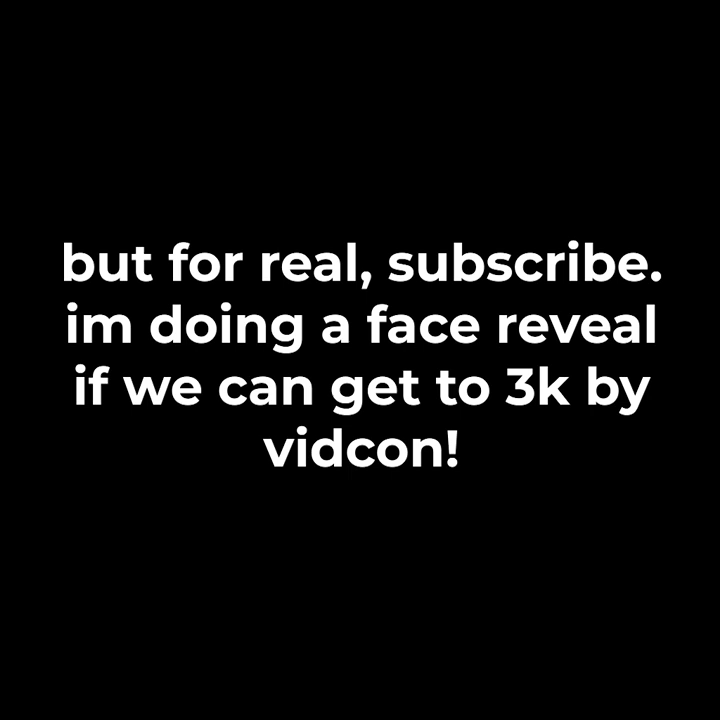 but for real, subscribe.
im doing a face reveal
if we can get to 3k by
vidcon!